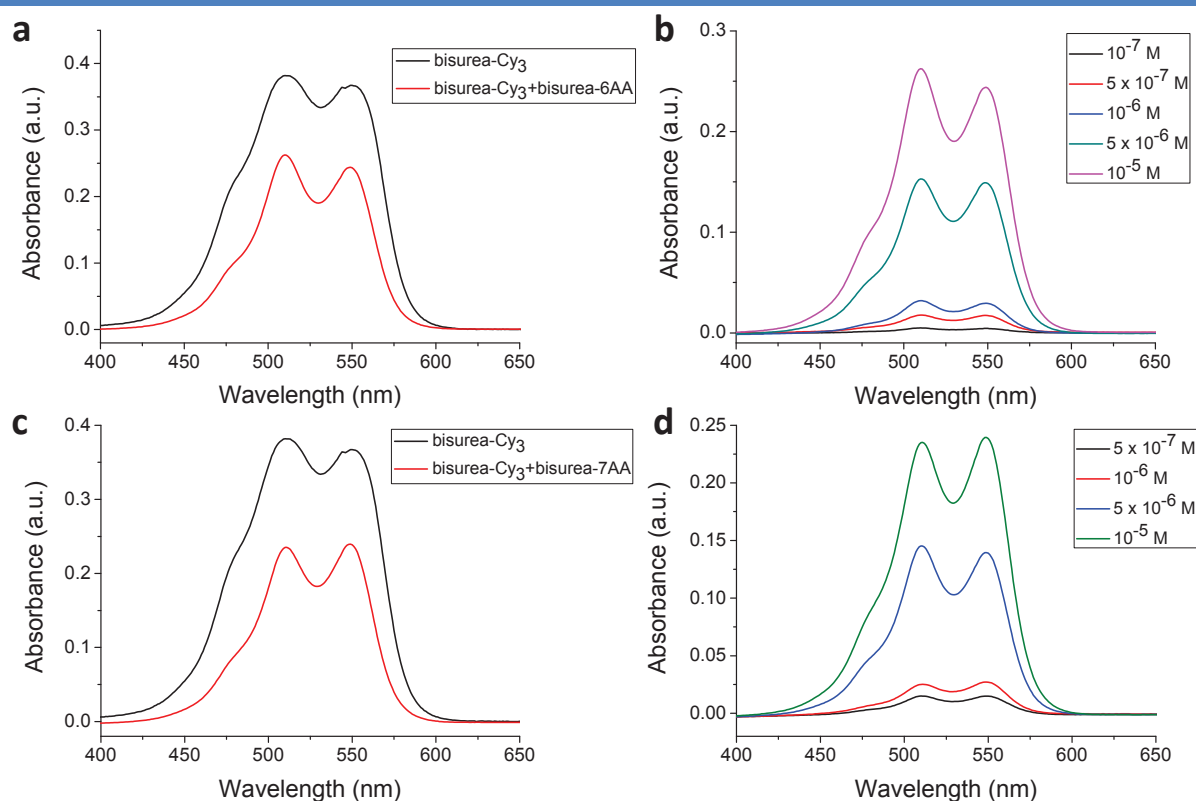 a
Absorbance (a.u.)
0.4
0.3
0.2
0.1
0.0
400 450 500 550 600 650
Wavelength (nm)
bisurea-Cy₃
bisurea-Cy₃+bisurea-6AA
b
Absorbance (a.u.)
0.3
0.2
0.1
0.0
400 450 500 550 600 650
Wavelength (nm)
10⁻⁷ M
5 x 10⁻⁷ M
10⁻⁶ M
5 x 10⁻⁶ M
10⁻⁵ M
c
Absorbance (a.u.)
0.4
0.3
0.2
0.1
0.0
400 450 500 550 600 650
Wavelength (nm)
bisurea-Cy₃
bisurea-Cy₃+bisurea-7AA
d
Absorbance (a.u.)
0.25
0.20
0.15
0.10
0.05
0.00
400 450 500 550 600 650
Wavelength (nm)
5 x 10⁻⁷ M
10⁻⁶ M
5 x 10⁻⁶ M
10⁻⁵ M